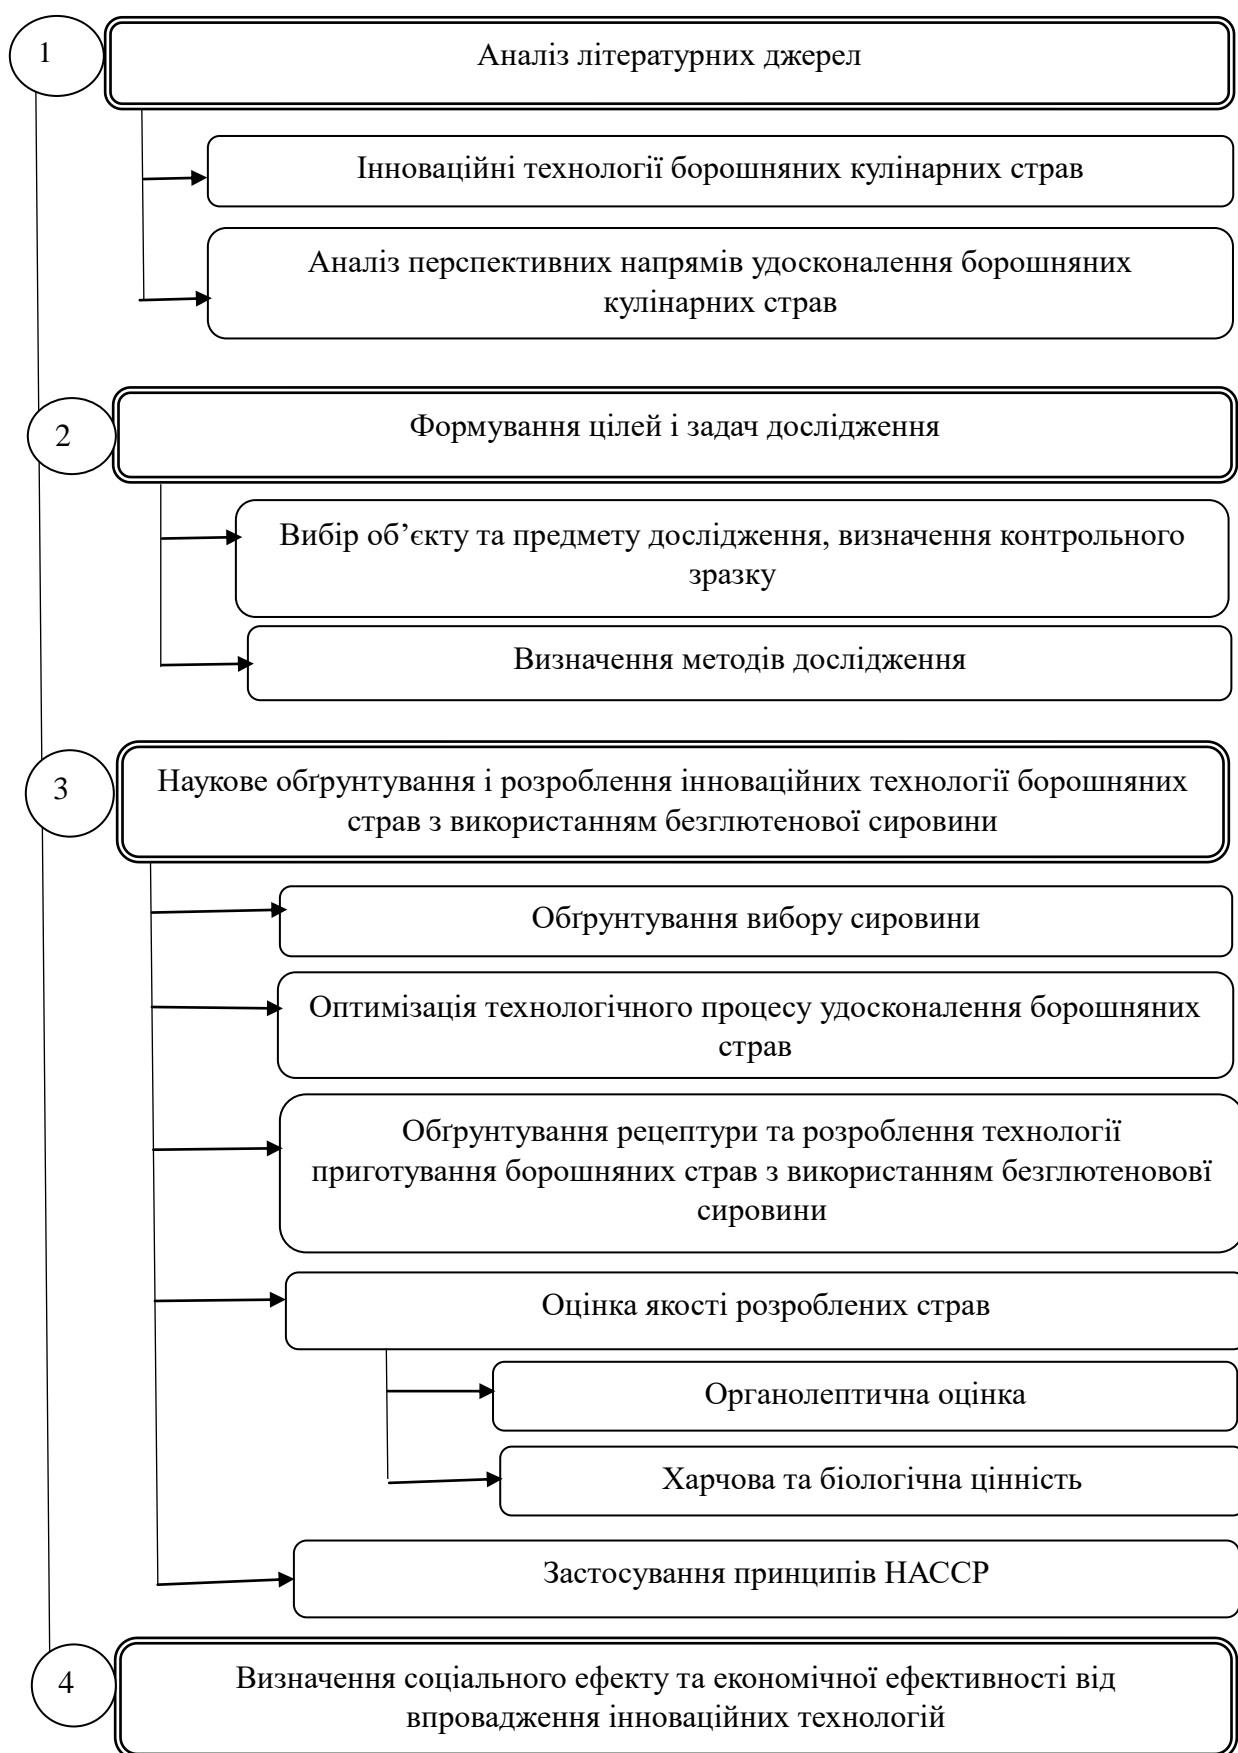 1
Аналіз літературних джерел
Інноваційні технології борошняних кулінарних страв
Аналіз перспективних напрямів удосконалення борошняних
кулінарних страв
2
Формування цілей і задач дослідження
Вибір об’єкту та предмету дослідження, визначення контрольного
зразку
Визначення методів дослідження
3
Наукове обґрунтування і розроблення інноваційних технології борошняних
страв з використанням безглютенової сировини
Обґрунтування вибору сировини
Оптимізація технологічного процесу удосконалення борошняних
страв
Обґрунтування рецептури та розроблення технології
приготування борошняних страв з використанням безглютеновові
сировини
Оцінка якості розроблених страв
Органолептична оцінка
Харчова та біологічна цінність
Застосування принципів НАССР
4
Визначення соціального ефекту та економічної ефективності від
впровадження інноваційних технологій